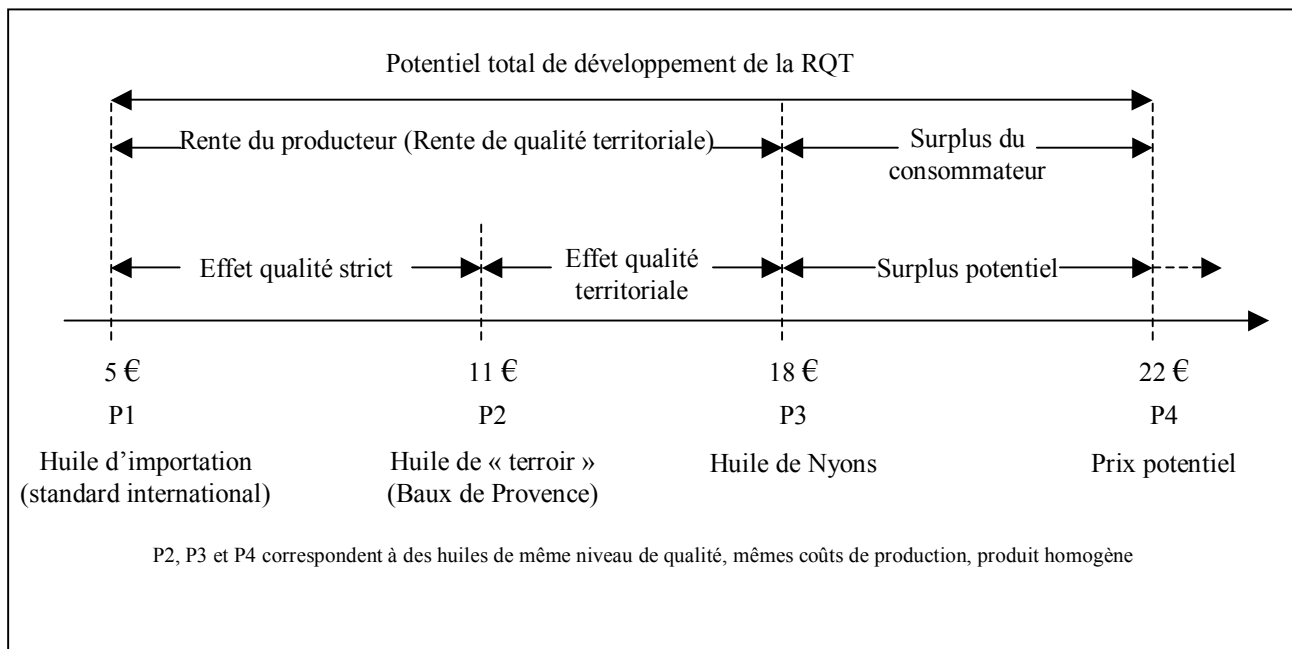 Potentiel total de développement de la RQT
Rente du producteur (Rente de qualité territoriale)
Surplus du
consommateur
Effet qualité strict
Effet qualité
territoriale
Surplus potentiel
5 €
11 €
18 €
22 €
P1
P2
P3
P4
Huile d’importation
(standard international)
Huile de « terroir »
(Baux de Provence)
Huile de Nyons
Prix potentiel
P2, P3 et P4 correspondent à des huiles de même niveau de qualité, mêmes coûts de production, produit homogène